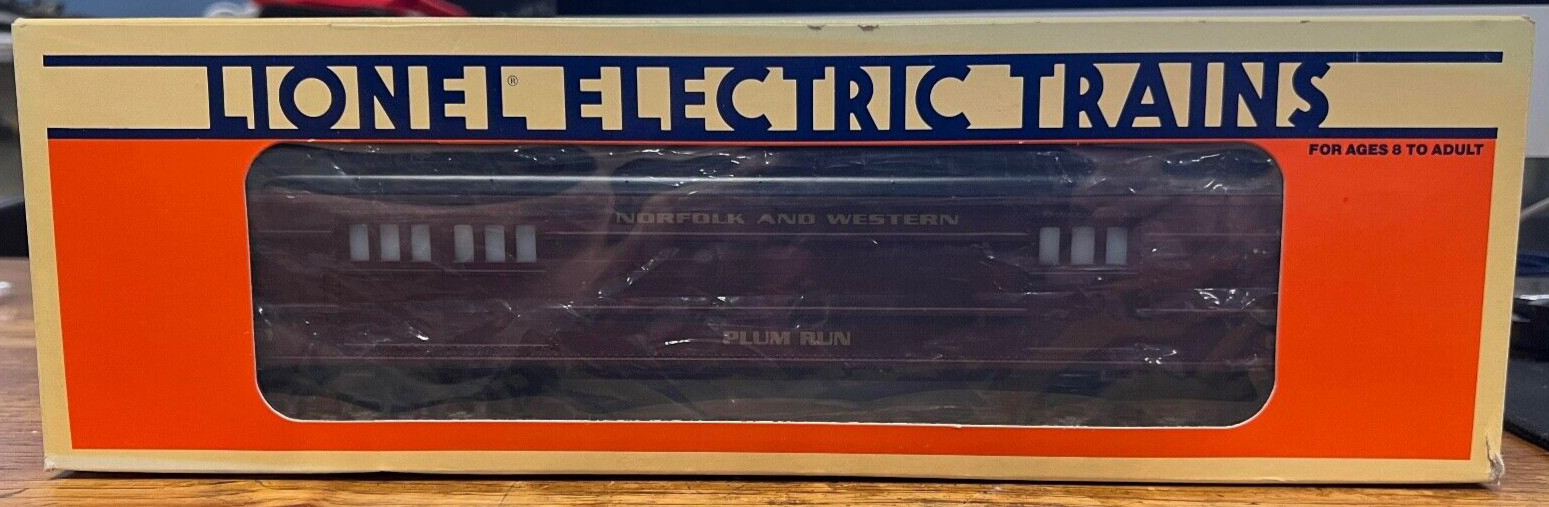 LIONEL® ELECTRIC TRAINS
FOR AGES 8 TO ADULT
NORFOLK AND WESTERN
PLUM RUN